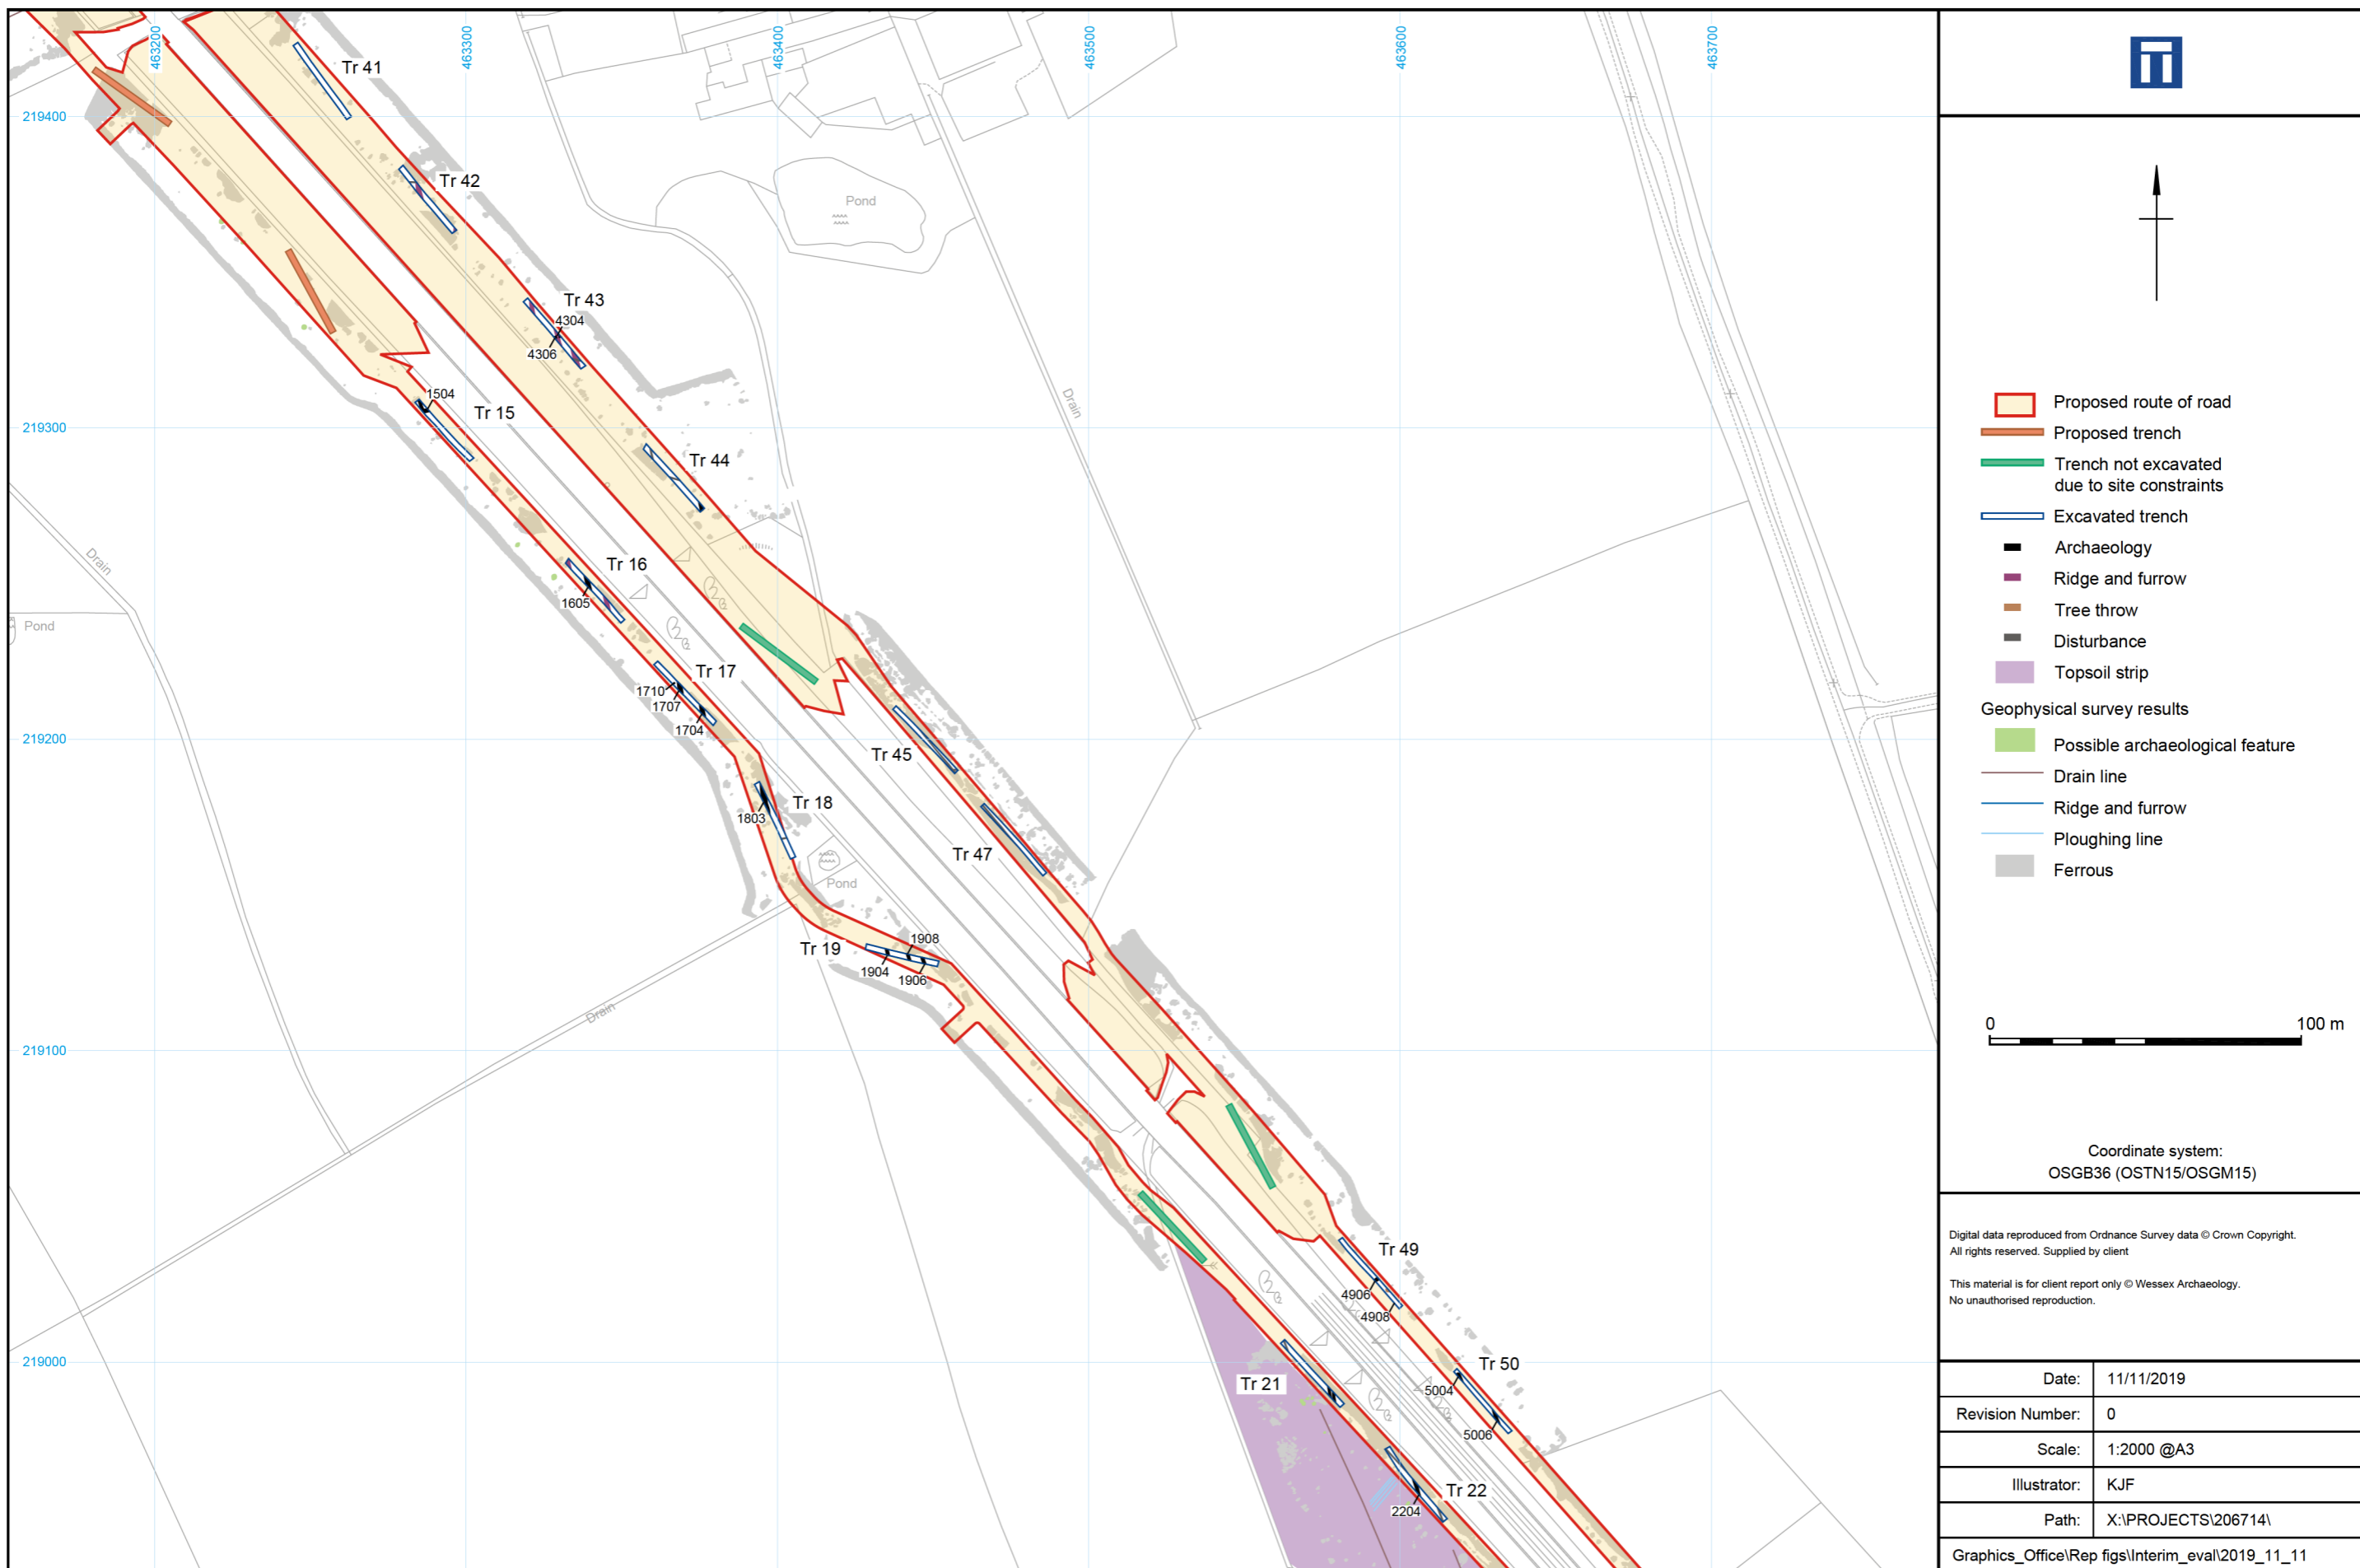 463200
463300
463400
463500
463600
463700
219400
219300
219200
219100
219000
Tr 41
Tr 42
Pond
Tr 43
4304
4306
Drain
1504
Tr 15
Tr 44
Drain
Tr 16
1605
Pond
Tr 17
1710
1707
1704
Tr 45
Tr 18
1803
Tr 47
Pond
Tr 19
1908
1904
1906
Drain
Tr 49
4906
4908
Tr 50
5004
Tr 21
5006
Tr 22
2204
Proposed route of road
Proposed trench
Trench not excavated
due to site constraints
Excavated trench
Archaeology
Ridge and furrow
Tree throw
Disturbance
Topsoil strip
Geophysical survey results
Possible archaeological feature
Drain line
Ridge and furrow
Ploughing line
Ferrous
0 100 m
Coordinate system:
OSGB36 (OSTN15/OSGM15)
Digital data reproduced from Ordnance Survey data © Crown Copyright.
All rights reserved. Supplied by client
This material is for client report only © Wessex Archaeology.
No unauthorised reproduction.
Date: 11/11/2019
Revision Number: 0
Scale: 1:2000 @A3
Illustrator: KJF
Path: X:\PROJECTS\206714\
Graphics_Office\Rep figs\Interim_eval\2019_11_11